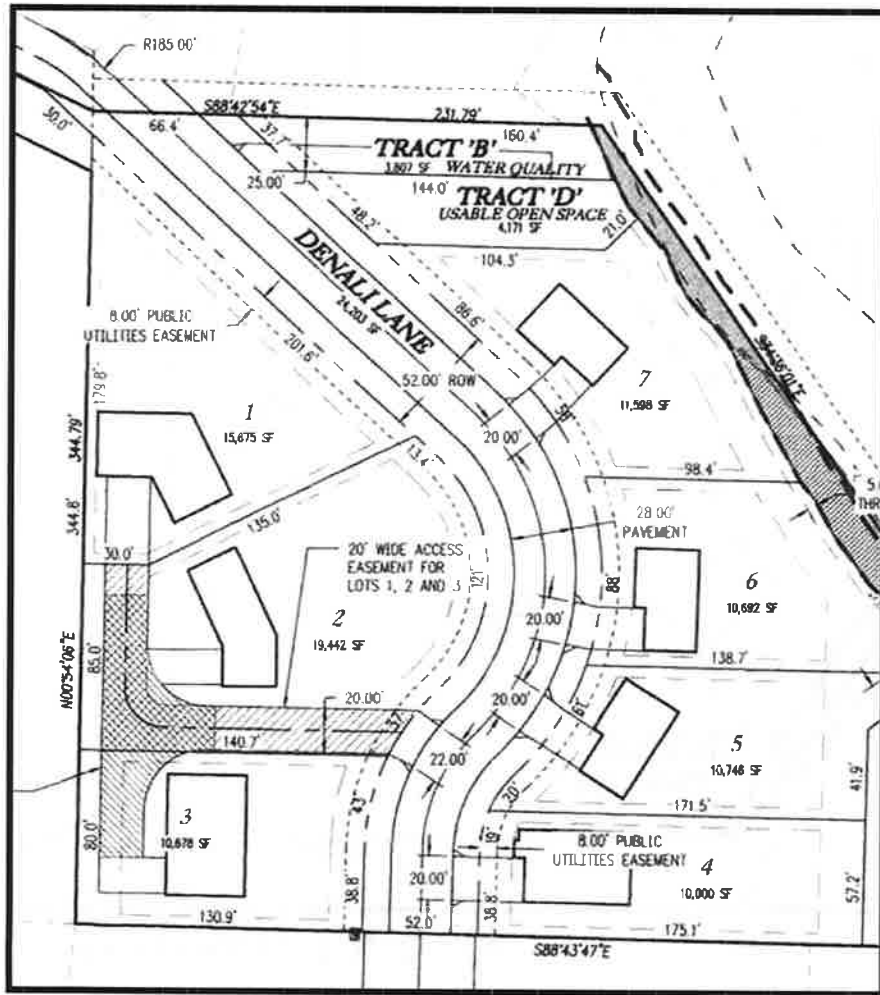 R185.00'
S88°42'54"E
231.79'
30.0'
66.4'
37.7'
160.4'
TRACT 'B'
3,807 SF WATER QUALITY
25.00'
144.0'
TRACT 'D'
USABLE OPEN SPACE
4,171 SF
48.2'
21.0'
104.3'
DENALI LANE
24,203 SF
8.00' PUBLIC
UTILITIES EASEMENT
201.6'
86.6'
52.00' ROW
179.8'
1
15,675 SF
7
11,598 SF
58'
20.00'
344.79'
13.4'
98.4'
344.8'
135.0'
28.00'
PAVEMENT
30.0'
20' WIDE ACCESS
EASEMENT FOR
LOTS 1, 2 AND 3
121'
88'
6
10,692 SF
2
19,442 SF
20.00'
138.7'
N00°54'06"E
85.0'
20.00'
20.00'
37'
19'
140.7'
22.00'
5
10,746 SF
41.9'
3
10,678 SF
43'
30'
171.5'
80.0'
19'
8.00' PUBLIC
UTILITIES EASEMENT
4
10,000 SF
20.00'
38.8'
38.8'
57.2'
130.9'
52.0'
175.1'
S88°43'47"E